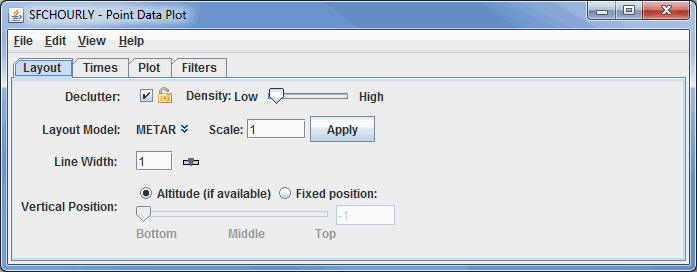 SFCHOURLY - Point Data Plot
File Edit View Help
Layout Times Plot Filters
Declutter: Density: Low High
Layout Model: METAR Scale: 1 Apply
Line Width: 1
Altitude (if available) Fixed position:
Vertical Position: -1
Bottom Middle Top